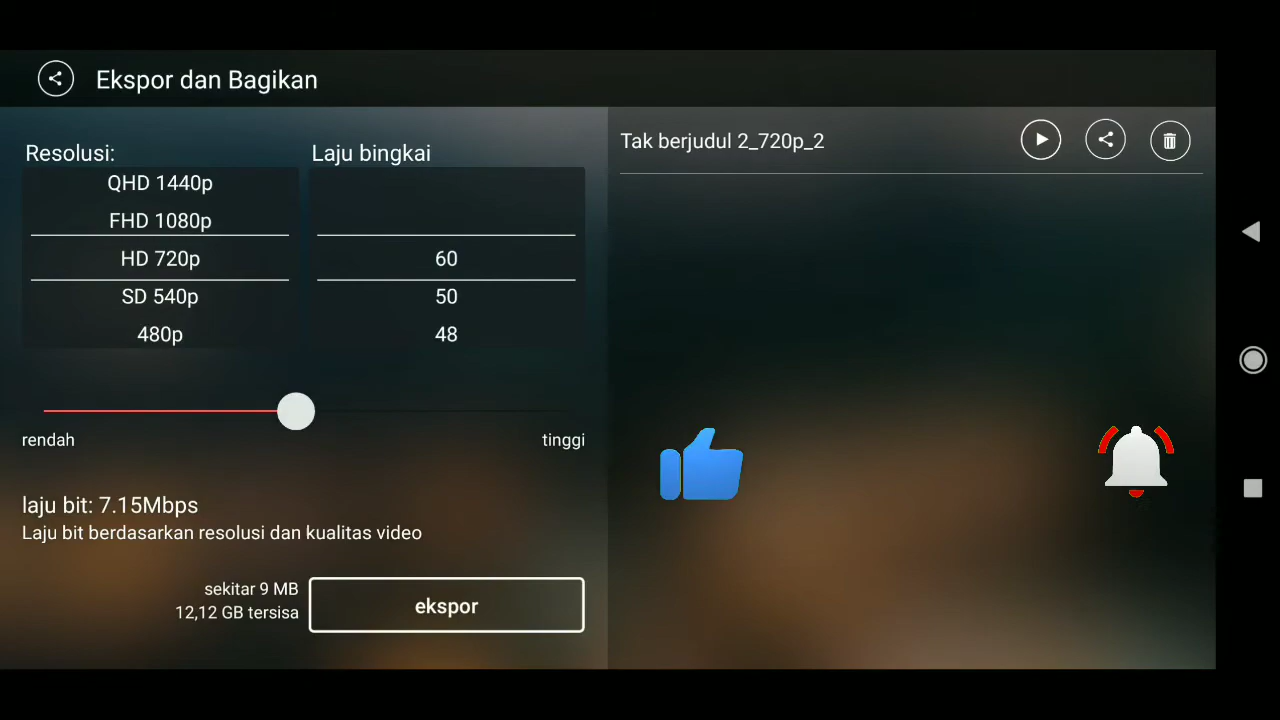 Ekspor dan Bagikan
Resolusi:
QHD 1440p
FHD 1080p
HD 720p
SD 540p
480p
Laju bingkai
60
50
48
rendah
tinggi
laju bit: 7.15Mbps
Laju bit berdasarkan resolusi dan kualitas video
sekitar 9 MB
12,12 GB tersisa
ekspor
Tak berjudul 2_720p_2